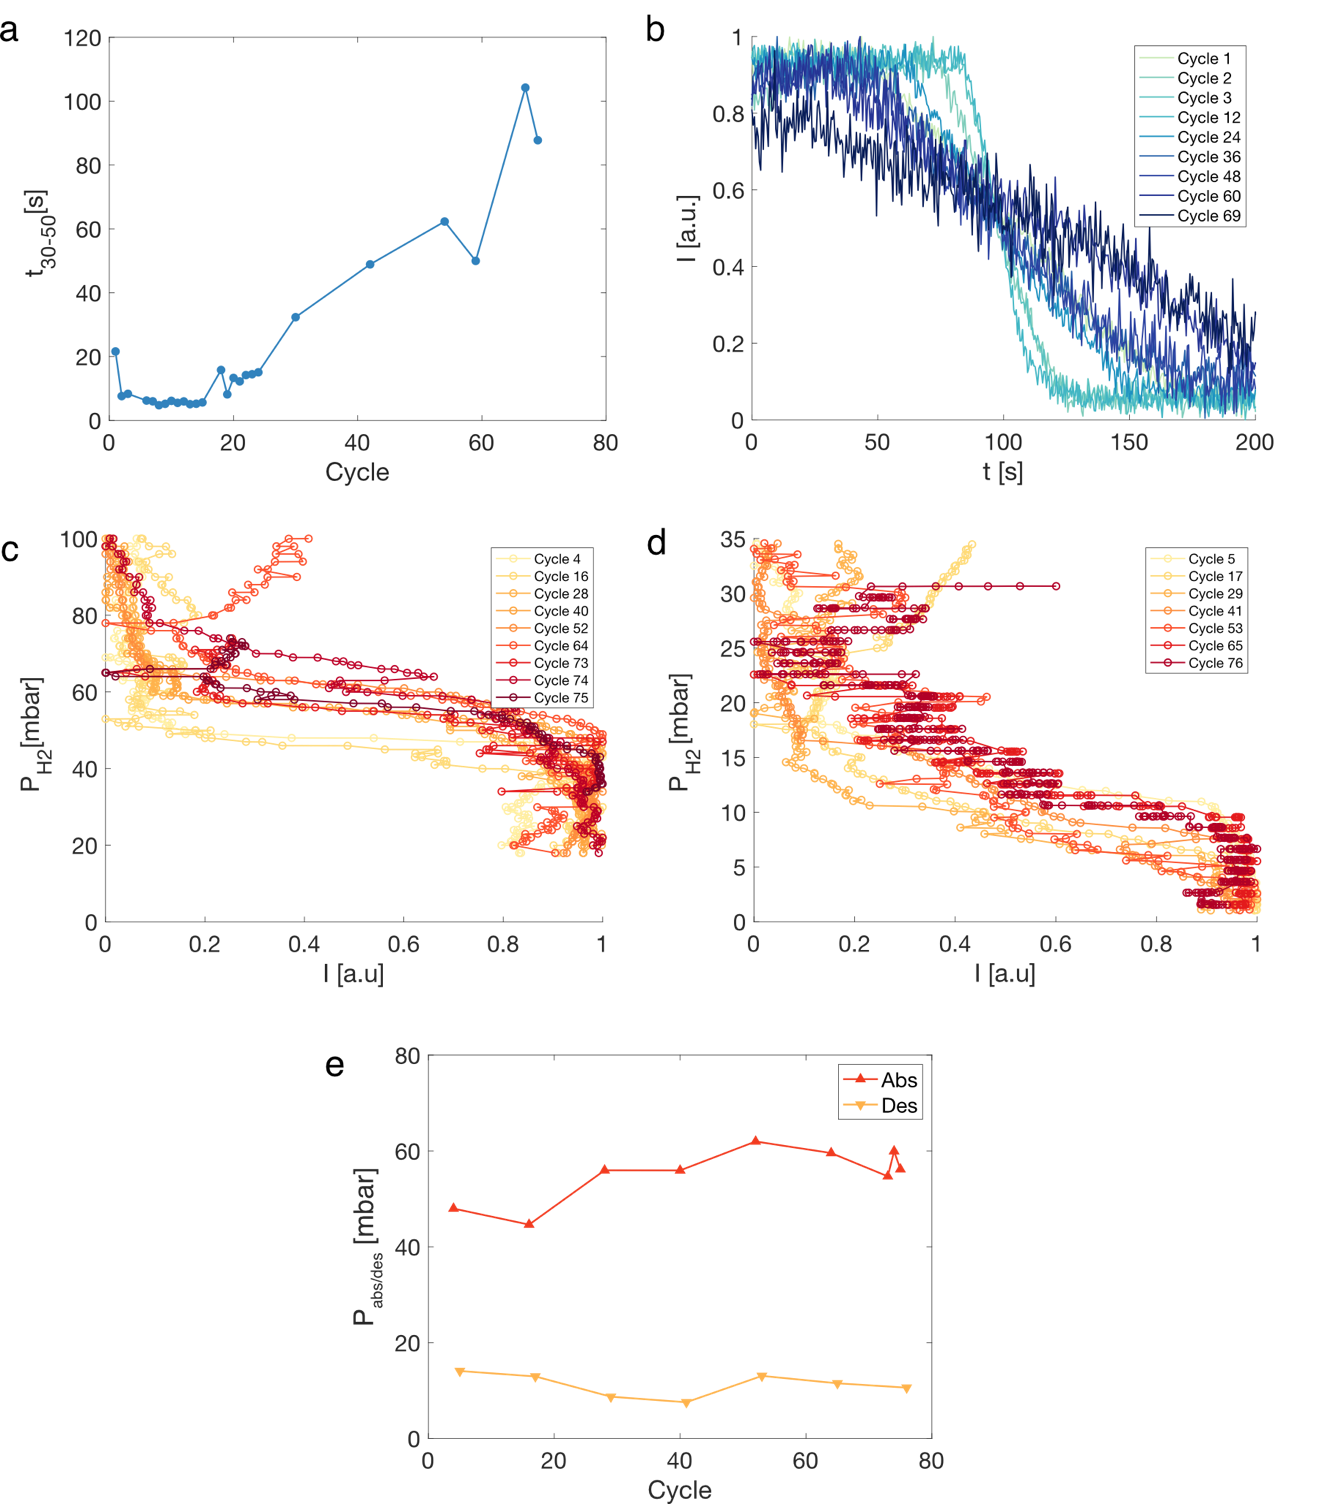 a
120
100
80
60
40
20
0
0 20 40 60 80
Cycle
t30-50[s]
b
1
0.8
0.6
0.4
0.2
0
0 50 100 150 200
t [s]
I [a.u.]
Cycle 1
Cycle 2
Cycle 3
Cycle 12
Cycle 24
Cycle 36
Cycle 48
Cycle 60
Cycle 69
c
100
80
60
40
20
0
0 0.2 0.4 0.6 0.8 1
I [a.u]
PH2[mbar]
Cycle 4
Cycle 16
Cycle 28
Cycle 40
Cycle 52
Cycle 64
Cycle 73
Cycle 74
Cycle 75
d
35
30
25
20
15
10
5
0
0 0.2 0.4 0.6 0.8 1
I [a.u]
PH2[mbar]
Cycle 5
Cycle 17
Cycle 29
Cycle 41
Cycle 53
Cycle 65
Cycle 76
e
80
60
40
20
0
0 20 40 60 80
Cycle
Pabs/des [mbar]
Abs
Des